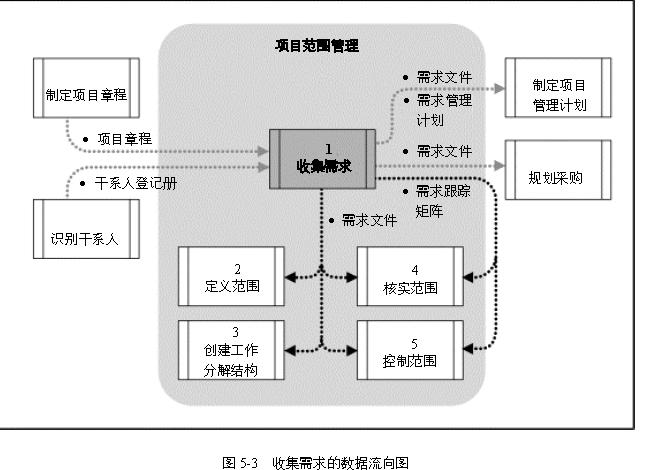 项目范围管理
制定项目章程
• 项目章程
• 干系人登记册
识别干系人
1
收集需求
• 需求文件
• 需求管理
计划
制定项目
管理计划
• 需求文件
规划采购
• 需求跟踪
矩阵
• 需求文件
2
定义范围
4
核实范围
3
创建工作
分解结构
5
控制范围
图 5-3 收集需求的数据流向图